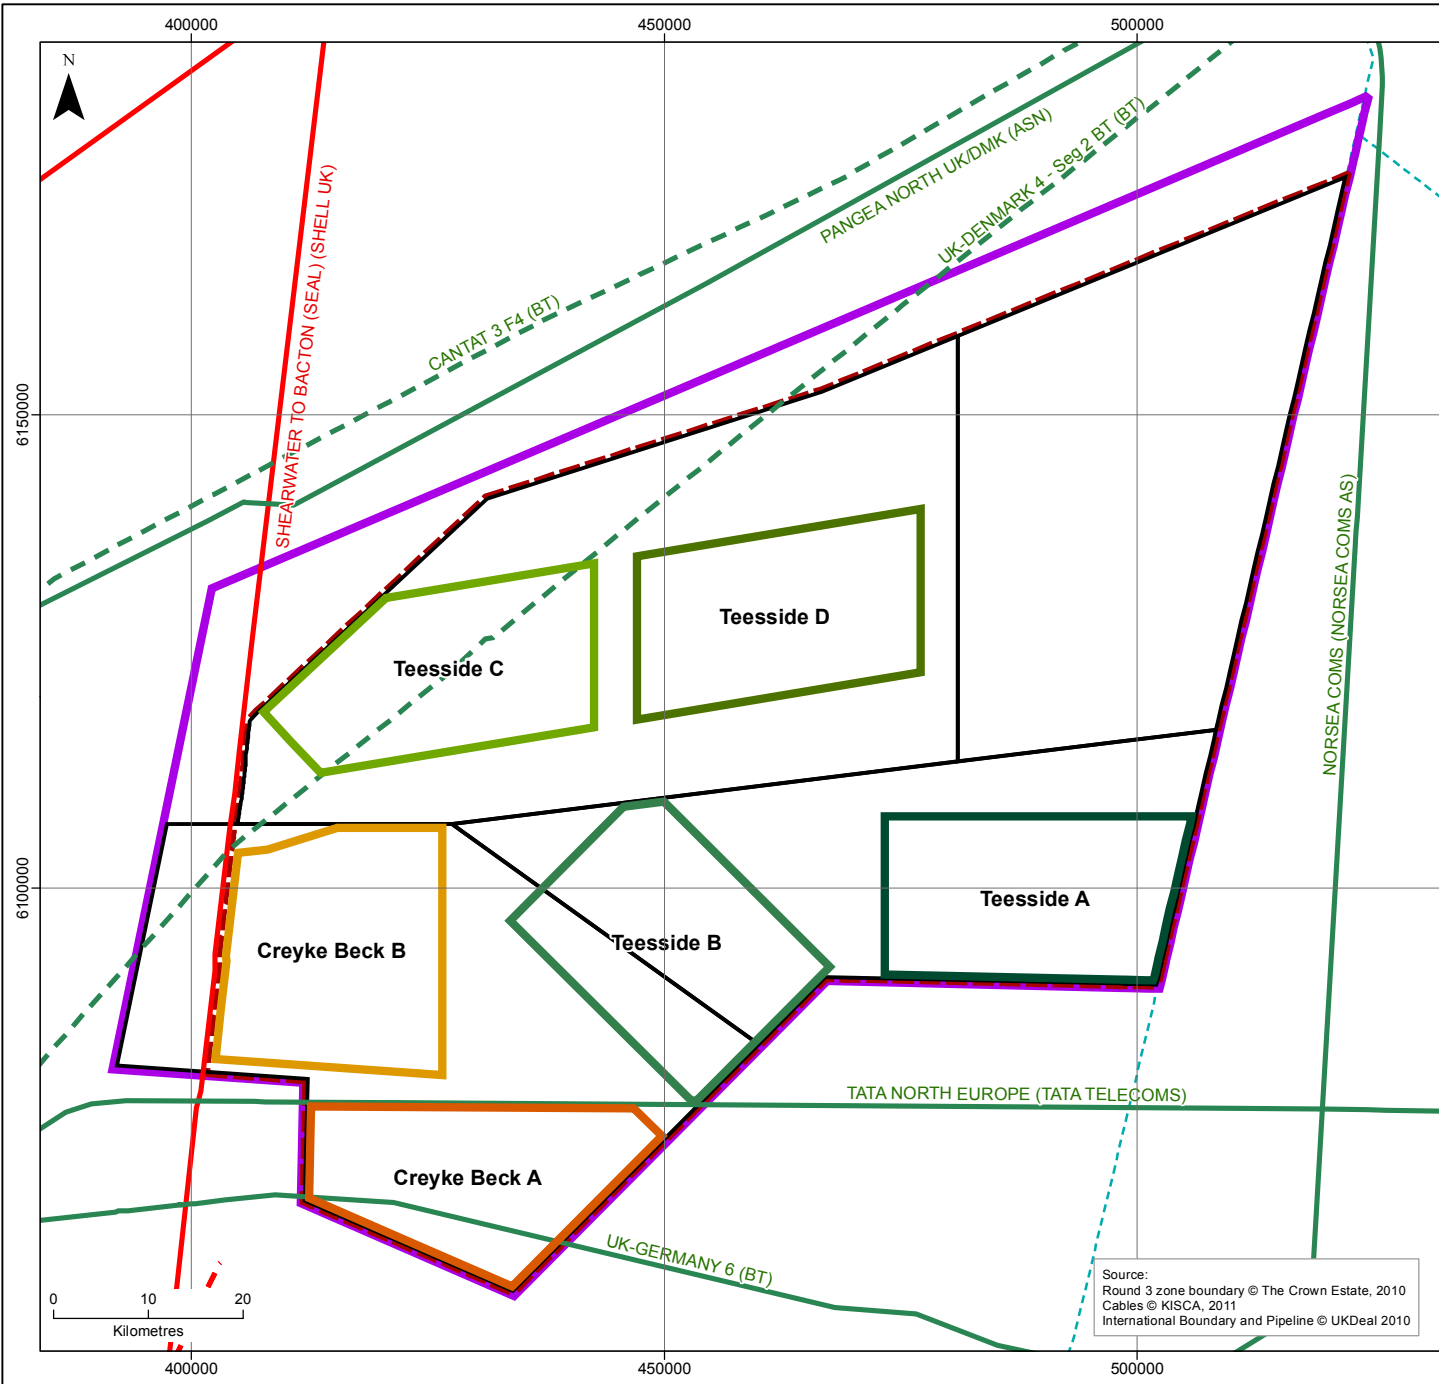 400000
450000
500000
N
PANGEA NORTH UK/DMK (ASN)
UK-DENMARK 4 - Seg 2 BT (BT)
SHEARWATER TO BACTON (SEAL) (SHELL UK)
CANTAT 3 F4 (BT)
6150000
NORSEA COMS (NORSEA COMS AS)
Teesside D
Teesside C
6100000
Teesside A
Teesside B
Creyke Beck B
TATA NORTH EUROPE (TATA TELECOMS)
Creyke Beck A
UK-GERMANY 6 (BT)
Source:
Round 3 zone boundary © The Crown Estate, 2010
Cables © KISCA, 2011
International Boundary and Pipeline © UKDeal 2010
0 10 20
Kilometres
400000
450000
500000